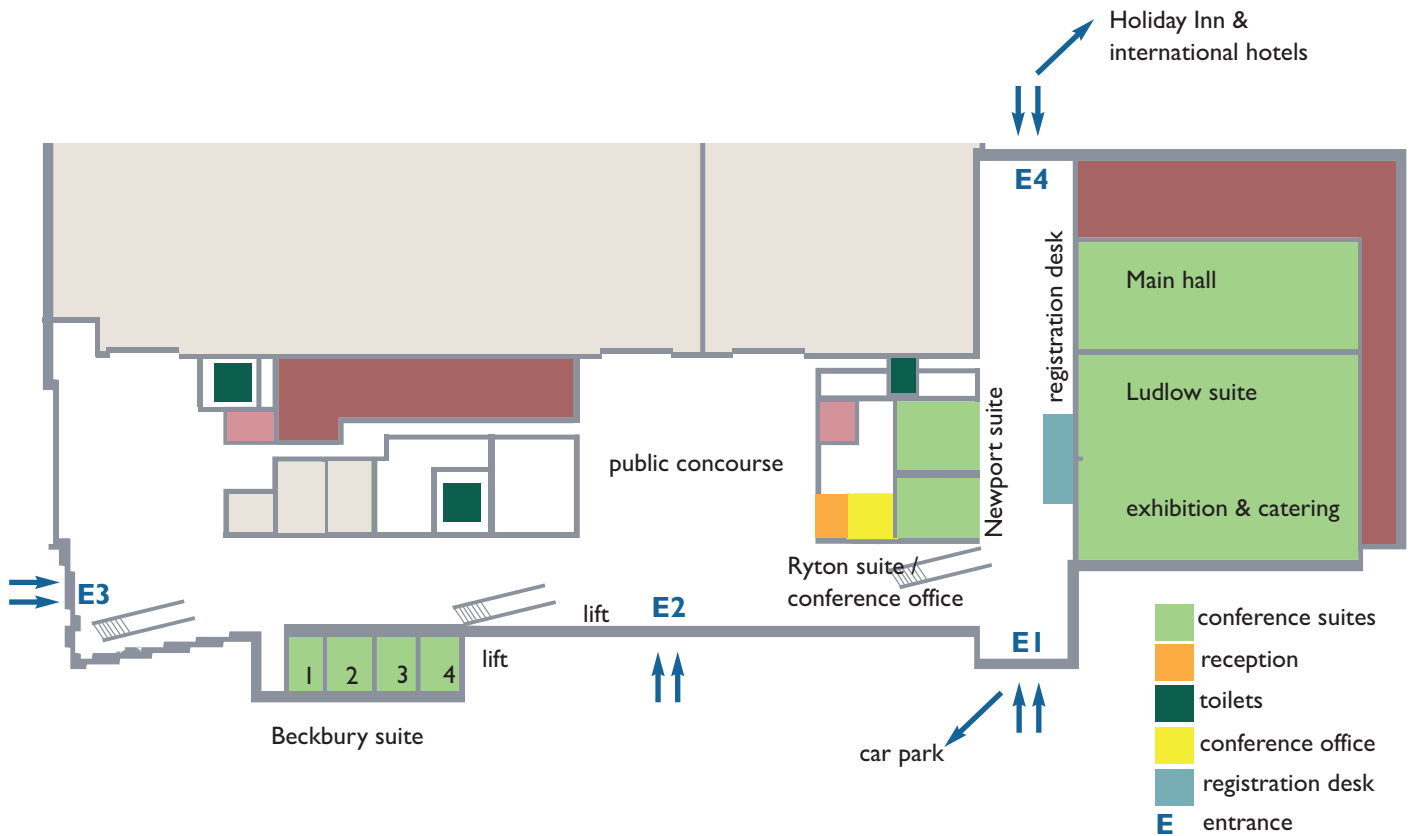 Holiday Inn &
international hotels
E4
registration desk
Main hall
Ludlow suite
Newport suite
public concourse
exhibition & catering
Ryton suite /
conference office
E3
lift
E2
E1
1 2 3 4
lift
Beckbury suite
car park
conference suites
reception
toilets
conference office
registration desk
E entrance